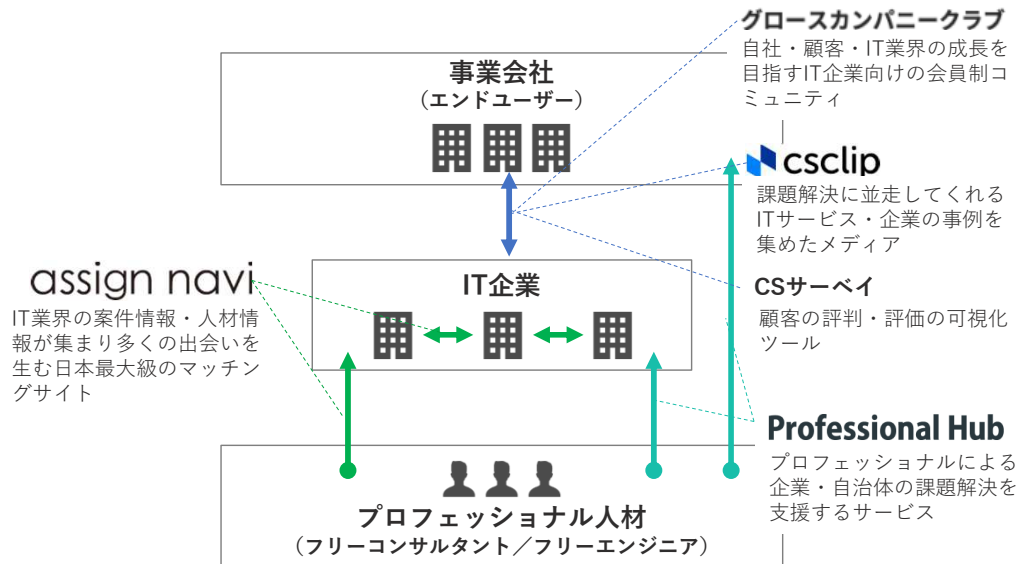 グロースカンパニークラブ
自社・顧客・IT業界の成長を
目指すIT企業向けの会員制コ
ミュニティ
事業会社
（エンドユーザー）
csclip
課題解決に並走してくれる
ITサービス・企業の事例を
集めたメディア
assign navi
IT業界の案件情報・人材情
報が集まり多くの出会いを
生む日本最大級のマッチン
グサイト
IT企業
CSサーベイ
顧客の評判・評価の可視化
ツール
Professional Hub
プロフェッショナルによる
企業・自治体の課題解決を
支援するサービス
プロフェッショナル人材
（フリーコンサルタント／フリーエンジニア）